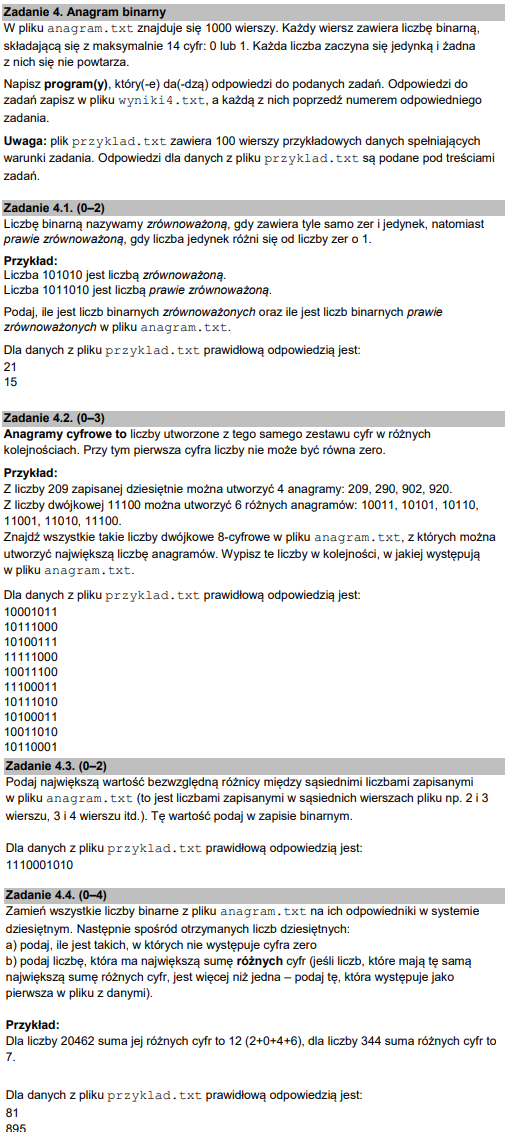 Zadanie 4. Anagram binarny
W pliku anagram.txt znajduje się 1000 wierszy. Każdy wiersz zawiera liczbę binarną,
składającą się z maksymalnie 14 cyfr: 0 lub 1. Każda liczba zaczyna się jedynką i żadna
z nich się nie powtarza.
Napisz program(y), który(-e) da(-dzą) odpowiedzi do podanych zadań. Odpowiedzi do
zadań zapisz w pliku wyniki4.txt, a każdą z nich poprzedź numerem odpowiedniego
zadania.
Uwaga: plik przyklad.txt zawiera 100 wierszy przykładowych danych spełniających
warunki zadania. Odpowiedzi dla danych z pliku przyklad.txt są podane pod treściami
zadań.
Zadanie 4.1. (0–2)
Liczbę binarną nazywamy zrównoważoną, gdy zawiera tyle samo zer i jedynek, natomiast
prawie zrównoważoną, gdy liczba jedynek różni się od liczby zer o 1.
Przykład:
Liczba 101010 jest liczbą zrównoważoną.
Liczba 1011010 jest liczbą prawie zrównoważoną.
Podaj, ile jest liczb binarnych zrównoważonych oraz ile jest liczb binarnych prawie
zrównoważonych w pliku anagram.txt.
Dla danych z pliku przyklad.txt prawidłową odpowiedzią jest:
21
15
Zadanie 4.2. (0–3)
Anagramy cyfrowe to liczby utworzone z tego samego zestawu cyfr w różnych
kolejnościach. Przy tym pierwsza cyfra liczby nie może być równa zero.
Przykład:
Z liczby 209 zapisanej dziesiętnie można utworzyć 4 anagramy: 209, 290, 902, 920.
Z liczby dwójkowej 11100 można utworzyć 6 różnych anagramów: 10011, 10101, 10110,
11001, 11010, 11100.
Znajdź wszystkie takie liczby dwójkowe 8-cyfrowe w pliku anagram.txt, z których można
utworzyć największą liczbę anagramów. Wypisz te liczby w kolejności, w jakiej występują
w pliku anagram.txt.
Dla danych z pliku przyklad.txt prawidłową odpowiedzią jest:
10001011
10111000
10100111
11111000
10011100
11100011
10111010
10100011
10011010
10110001
Zadanie 4.3. (0–2)
Podaj największą wartość bezwzględną różnicy między sąsiednimi liczbami zapisanymi
w pliku anagram.txt (to jest liczbami zapisanymi w sąsiednich wierszach pliku np. 2 i 3
wierszu, 3 i 4 wierszu itd.). Tę wartość podaj w zapisie binarnym.
Dla danych z pliku przyklad.txt prawidłową odpowiedzią jest:
1110001010
Zadanie 4.4. (0–4)
Zamień wszystkie liczby binarne z pliku anagram.txt na ich odpowiedniki w systemie
dziesiętnym. Następnie spośród otrzymanych liczb dziesiętnych:
a) podaj, ile jest takich, w których nie występuje cyfra zero
b) podaj liczbę, która ma największą sumę różnych cyfr (jeśli liczb, które mają tę samą
największą sumę różnych cyfr, jest więcej niż jedna – podaj tę, która występuje jako
pierwsza w pliku z danymi).
Przykład:
Dla liczby 20462 suma jej różnych cyfr to 12 (2+0+4+6), dla liczby 344 suma różnych cyfr to
7.
Dla danych z pliku przyklad.txt prawidłową odpowiedzią jest:
81
895